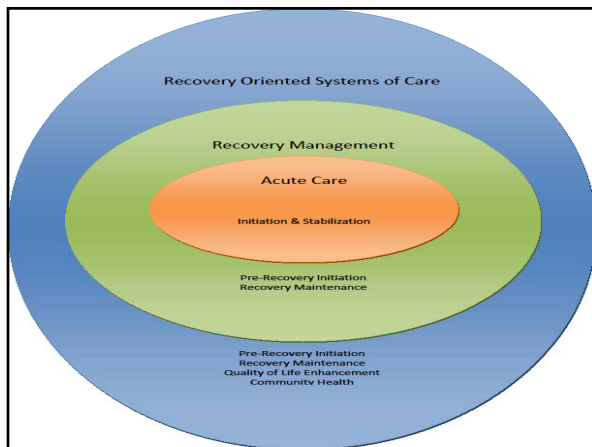 Recovery Oriented Systems of Care
Recovery Management
Acute Care
Initiation & Stabilization
Pre-Recovery Initiation
Recovery Maintenance
Pre-Recovery Initiation
Recovery Maintenance
Quality of Life Enhancement
Community Health